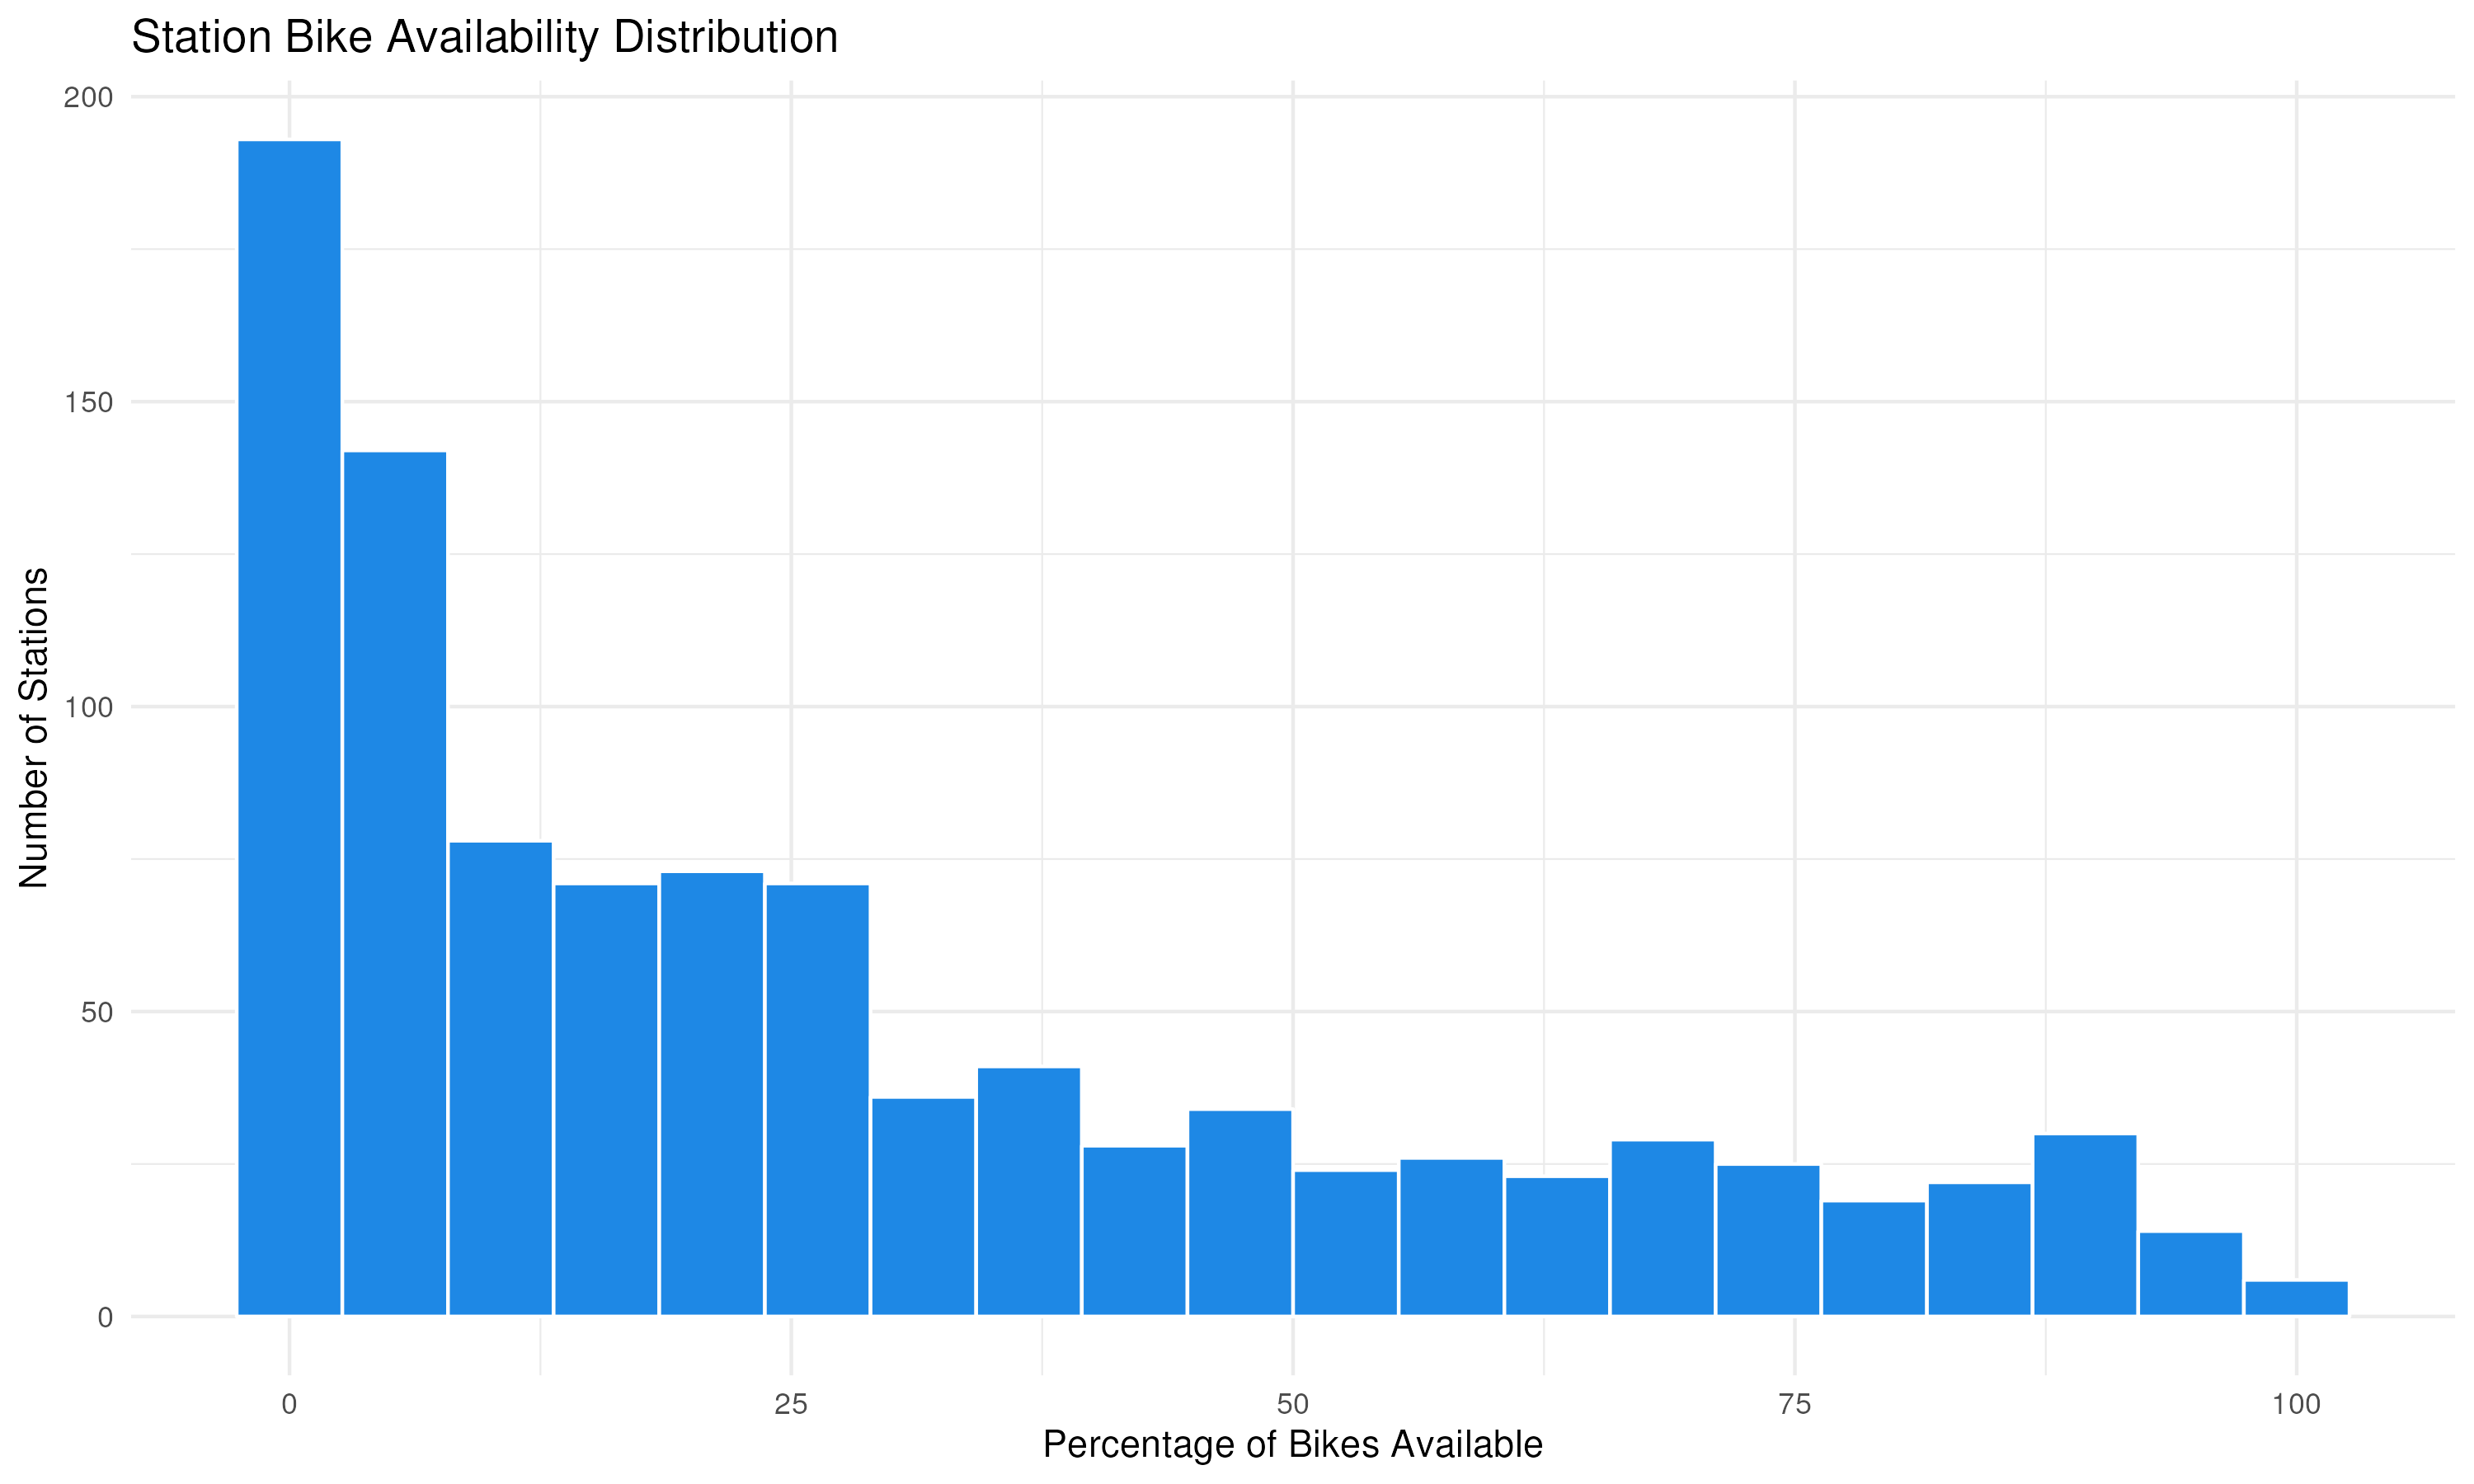 Station Bike Availability Distribution
200
150
100
50
0
Number of Stations
0 25 50 75 100
Percentage of Bikes Available